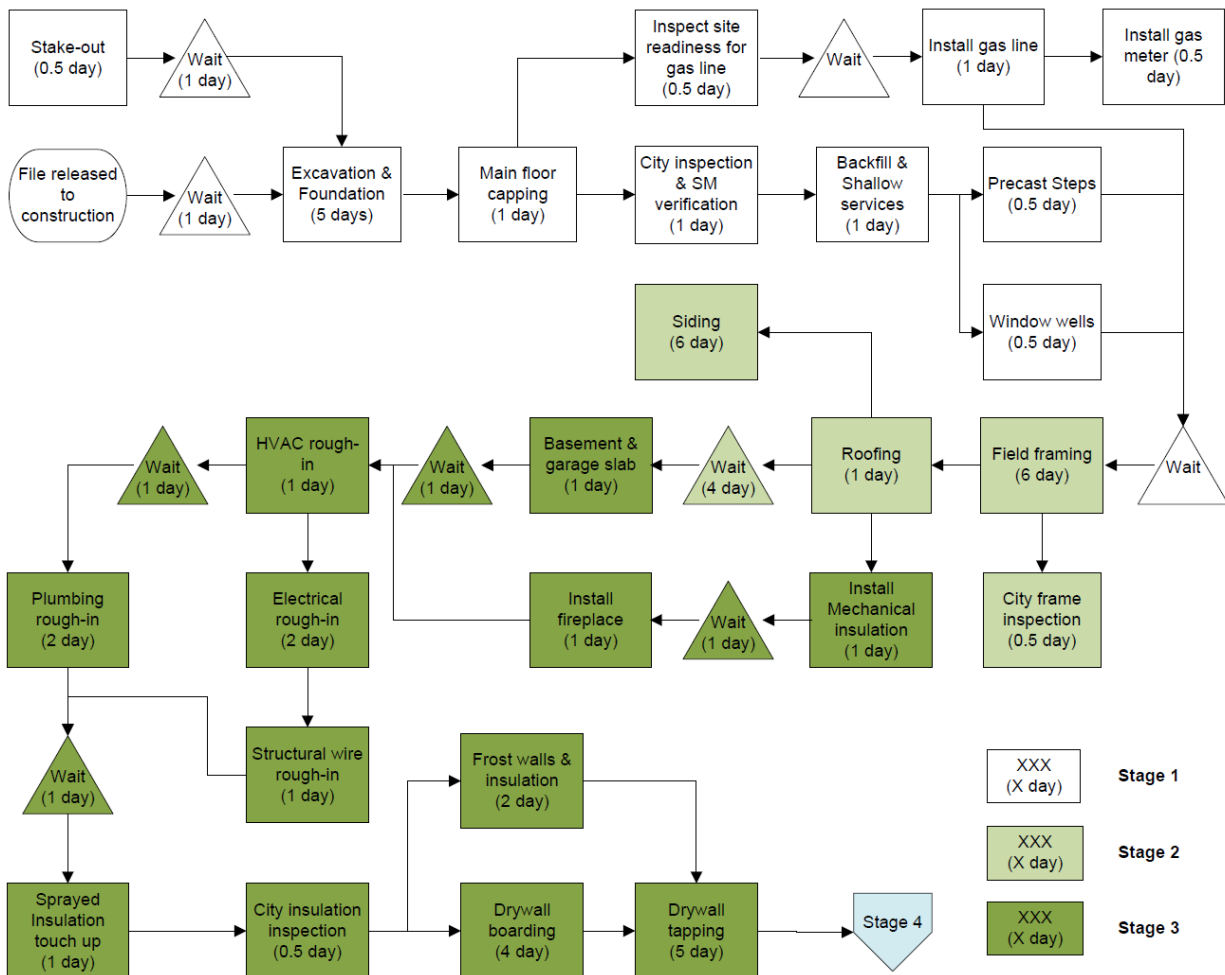 Stake-out
(0.5 day)
Wait
(1 day)
Inspect site
readiness for
gas line
(0.5 day)
Wait
Install gas line
(1 day)
Install gas
meter (0.5
day)
File released
to
construction
Wait
(1 day)
Excavation &
Foundation
(5 days)
Main floor
capping
(1 day)
City inspection
& SM
verification
(1 day)
Backfill &
Shallow
services
(1 day)
Precast Steps
(0.5 day)
Siding
(6 day)
Window wells
(0.5 day)
Wait
(1 day)
HVAC rough-
in
(1 day)
Wait
(1 day)
Basement &
garage slab
(1 day)
Wait
(4 day)
Roofing
(1 day)
Field framing
(6 day)
Wait
Plumbing
rough-in
(2 day)
Electrical
rough-in
(2 day)
Install
fireplace
(1 day)
Wait
(1 day)
Install
Mechanical
insulation
(1 day)
City frame
inspection
(0.5 day)
Wait
(1 day)
Structural wire
rough-in
(1 day)
Frost walls &
insulation
(2 day)
XXX
(X day)
Stage 1
XXX
(X day)
Stage 2
Sprayed
Insulation
touch up
(1 day)
City insulation
inspection
(0.5 day)
Drywall
boarding
(4 day)
Drywall
tapping
(5 day)
Stage 4
XXX
(X day)
Stage 3